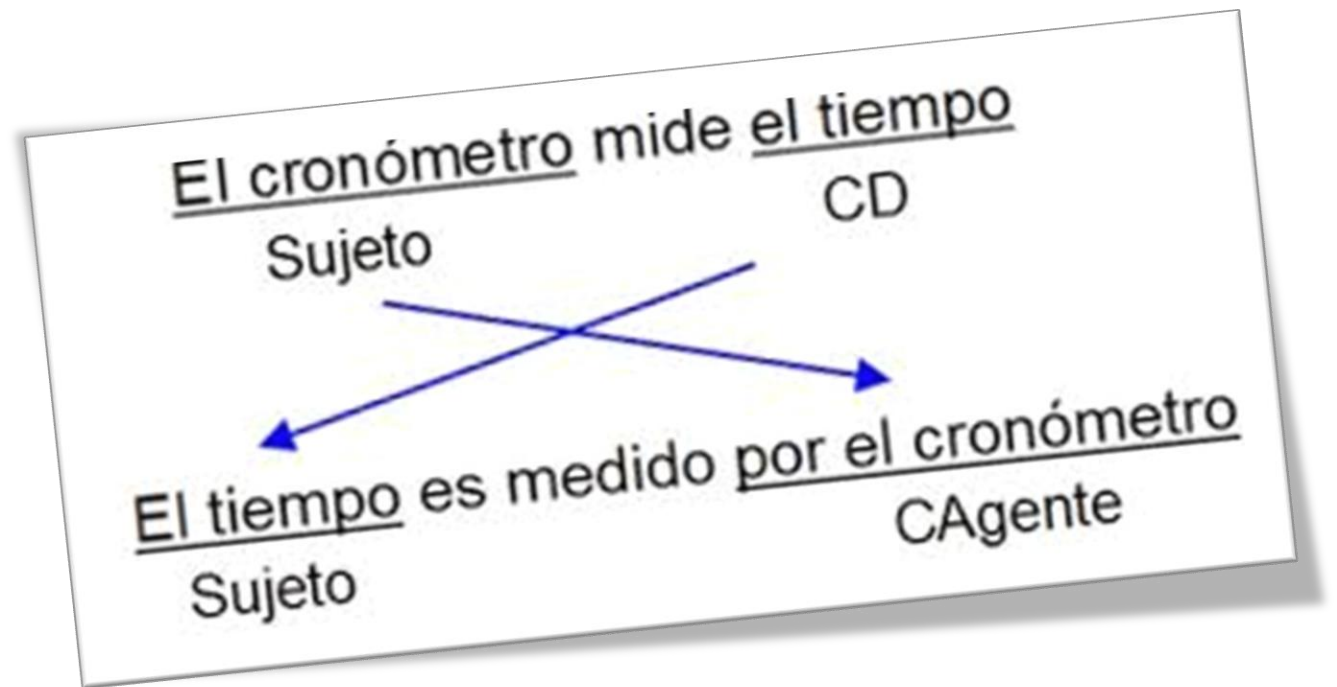 El cronómetro mide el tiempo
Sujeto CD
El tiempo es medido por el cronómetro
Sujeto CAgente